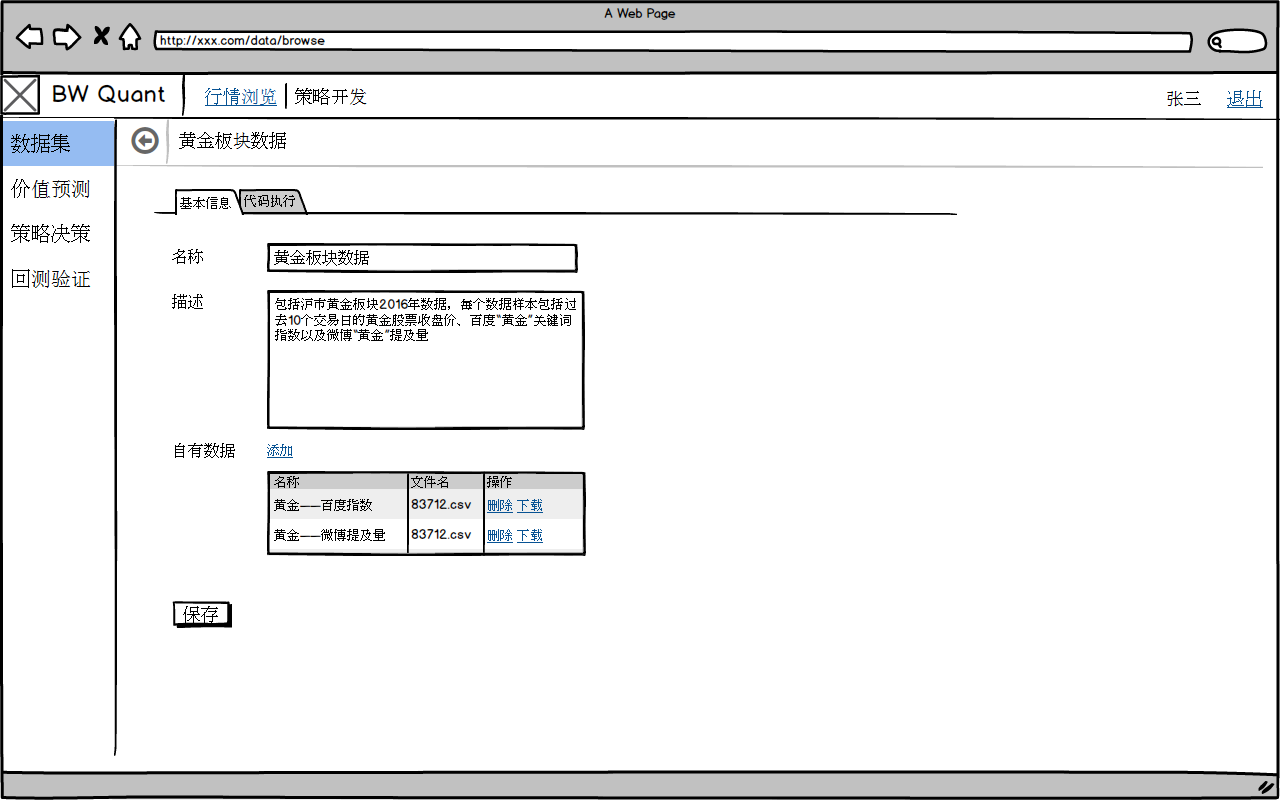 A Web Page
http://xxx.com/data/browse
BW Quant 行情浏览 策略开发 张三 退出
数据集
价值预测
策略决策
回测验证
黄金板块数据
基本信息 代码执行
名称 黄金板块数据
描述 包括沪市黄金板块2016年数据，每个数据样本包括过
去10个交易日的黄金股票收盘价、百度“黄金”关键词
指数以及微博“黄金”提及量
自有数据 添加
名称 文件名 操作
黄金——百度指数 83712.csv 删除 下载
黄金——微博提及量 83712.csv 删除 下载
保存